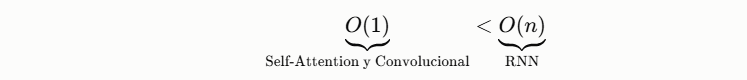 O(1) < O(n)
Self-Attention y Convolucional RNN